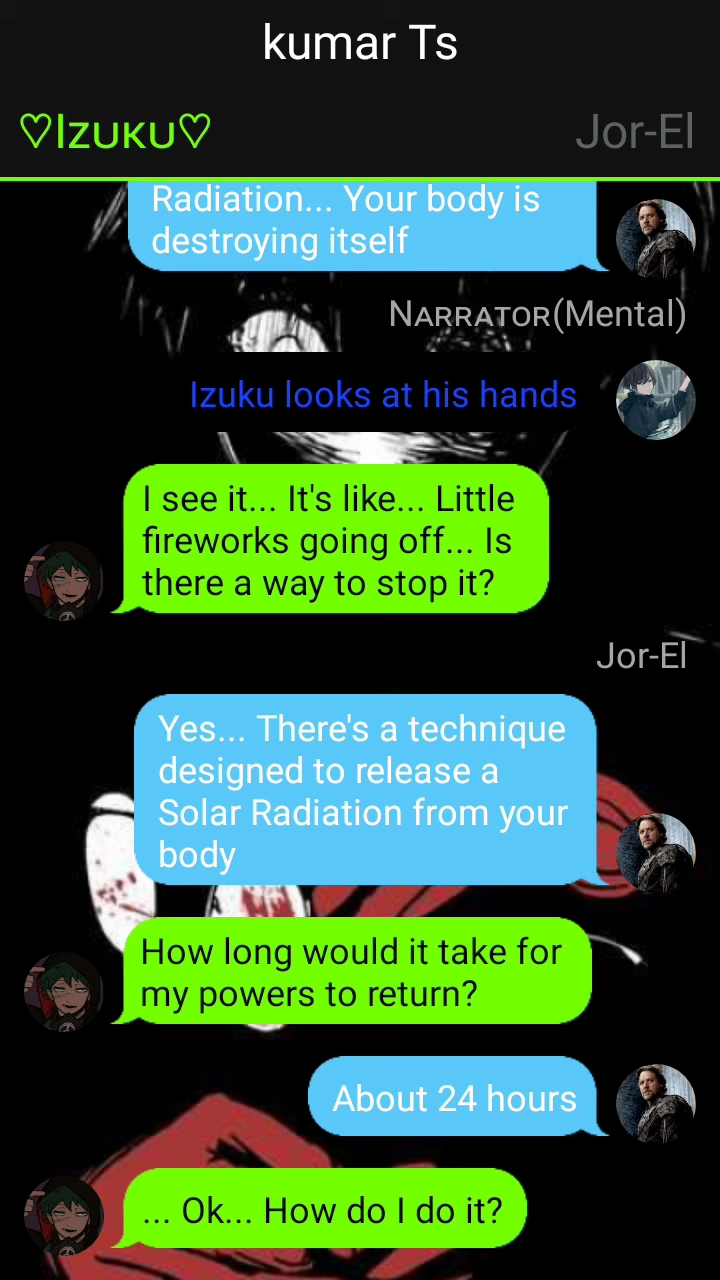 kumar Ts
♡Izuku♡
Jor-El
Radiation... Your body is
destroying itself
Narrator(Mental)
Izuku looks at his hands
I see it... It's like... Little
fireworks going off... Is
there a way to stop it?
Jor-El
Yes... There's a technique
designed to release a
Solar Radiation from your
body
How long would it take for
my powers to return?
About 24 hours
... Ok... How do I do it?